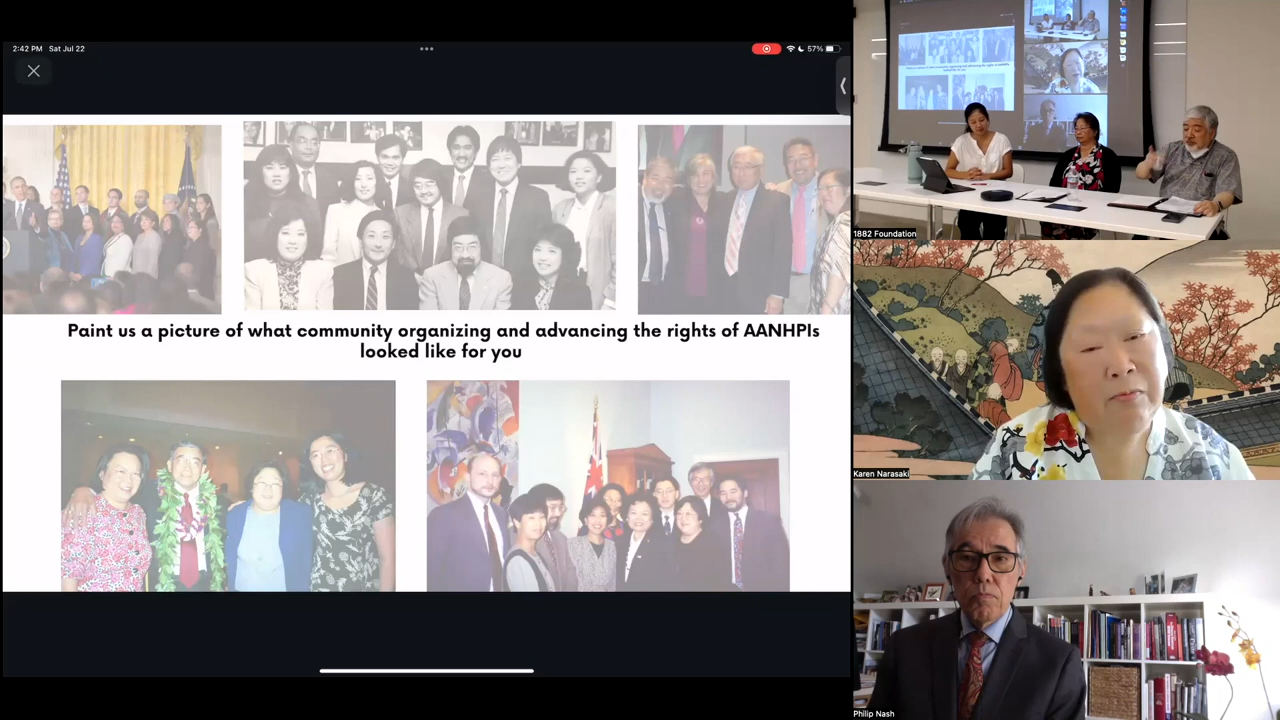 2:42 PM Sat Jul 22
57%
Paint us a picture of what community organizing and advancing the rights of AANHPIs
looked like for you
1882 Foundation
Karen Narasaki
Philip Nash